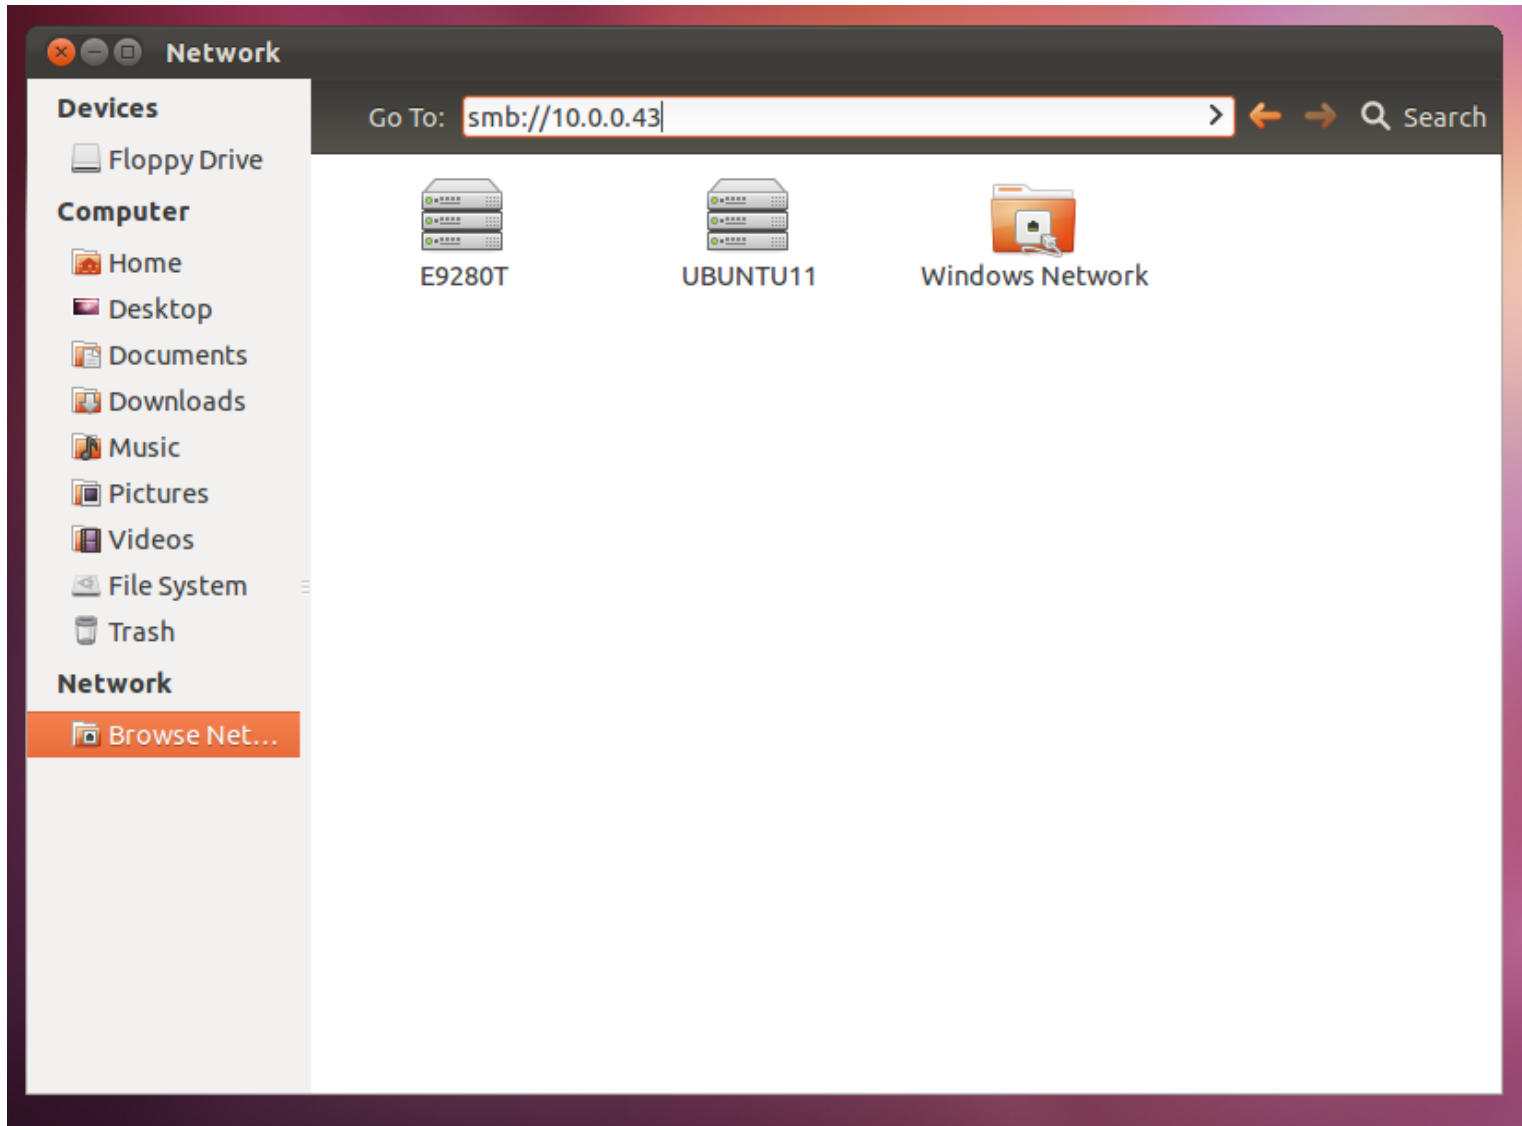 Network
Devices
Floppy Drive
Computer
Home
Desktop
Documents
Downloads
Music
Pictures
Videos
File System
Trash
Network
Browse Net...
Go To: smb://10.0.0.43 Search
E9280T UBUNTU11 Windows Network